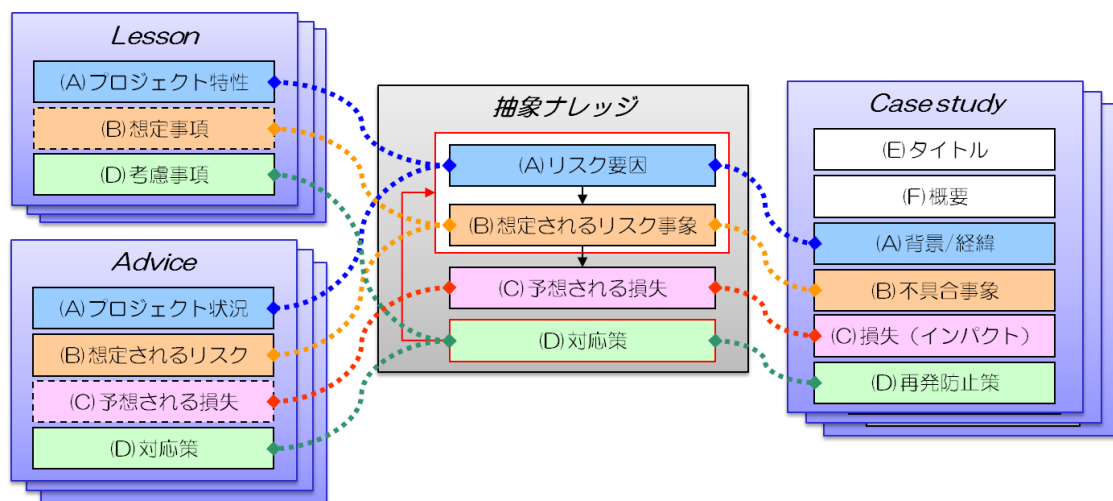 Lesson
(A)プロジェクト特性
(B)想定事項
(D)考慮事項
Advice
(A)プロジェクト状況
(B)想定されるリスク
(C)予想される損失
(D)対応策
抽象ナレッジ
(A)リスク要因
(B)想定されるリスク事象
(C)予想される損失
(D)対応策
Case study
(E)タイトル
(F)概要
(A)背景/経緯
(B)不具合事象
(C)損失（インパクト）
(D)再発防止策